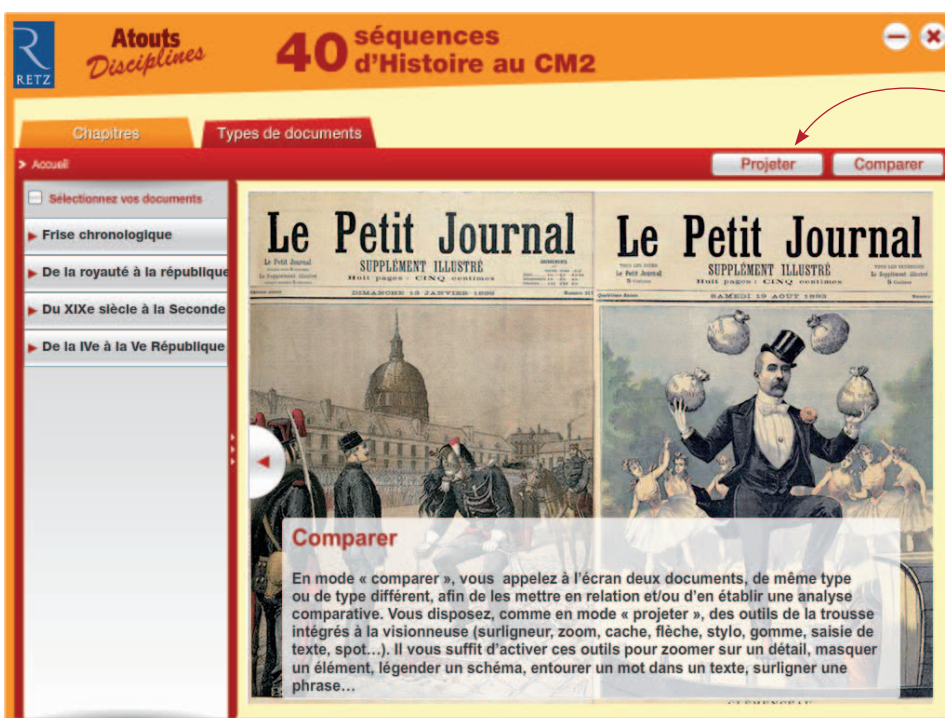 RETZ
Atouts
Disciplines
40 séquences
d'Histoire au CM2
Chapitres
Types de documents
Accueil
Projeter
Comparer
Sélectionnez vos documents
Frise chronologique
De la royauté à la république
Du XIXe siècle à la Seconde
De la IVe à la Ve République
Le Petit Journal
SUPPLÉMENT ILLUSTRÉ
Huit pages : CINQ centimes
Le Petit Journal
SUPPLÉMENT ILLUSTRÉ
Huit pages : CINQ centimes
SAMEDI 19 AOUT 1893
Comparer
En mode « comparer », vous appelez à l'écran deux documents, de même type
ou de type différent, afin de les mettre en relation et/ou d'en établir une analyse
comparative. Vous disposez, comme en mode « projeter », des outils de la trousse
intégrés à la visionneuse (surligneur, zoom, cache, flèche, stylo, gomme, saisie de
texte, spot…). Il vous suffit d'activer ces outils pour zoomer sur un détail, masquer
un élément, légender un schéma, entourer un mot dans un texte, surligner une
phrase…